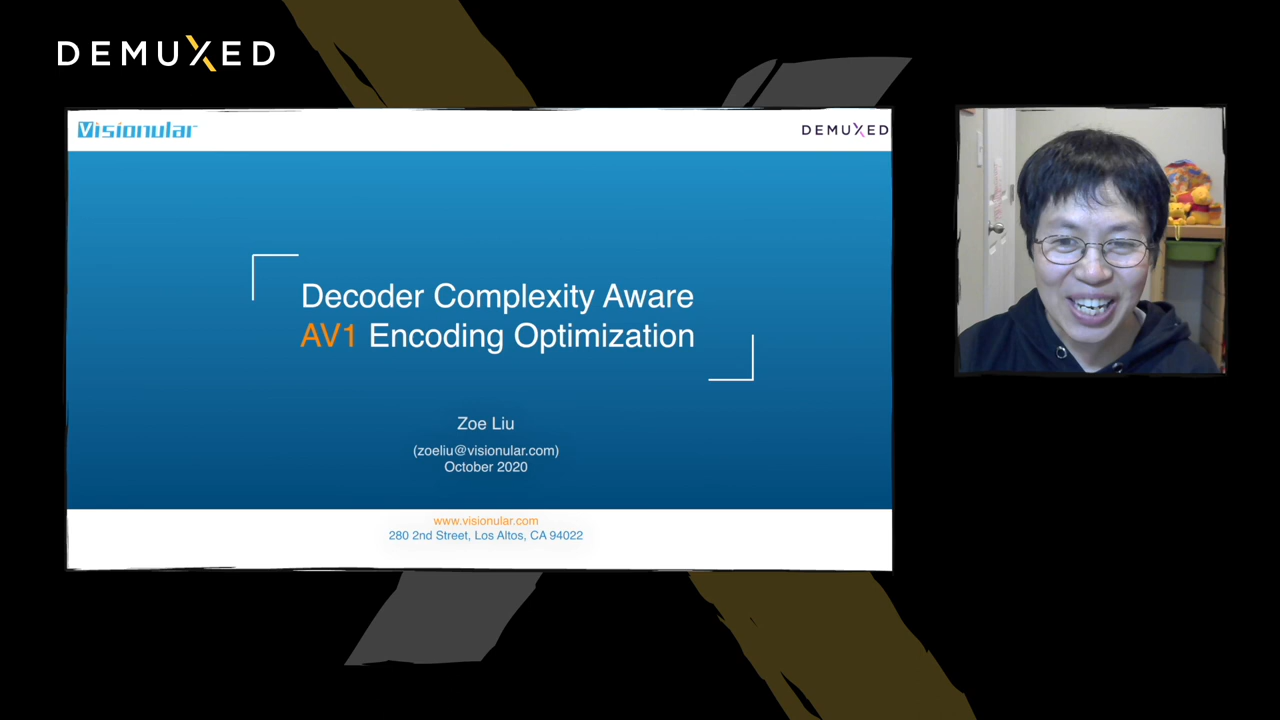 DEMUXED
Visionular
DEMUXED
Decoder Complexity Aware
AV1 Encoding Optimization
Zoe Liu
(zoeliu@visionular.com)
October 2020
www.visionular.com
280 2nd Street, Los Altos, CA 94022